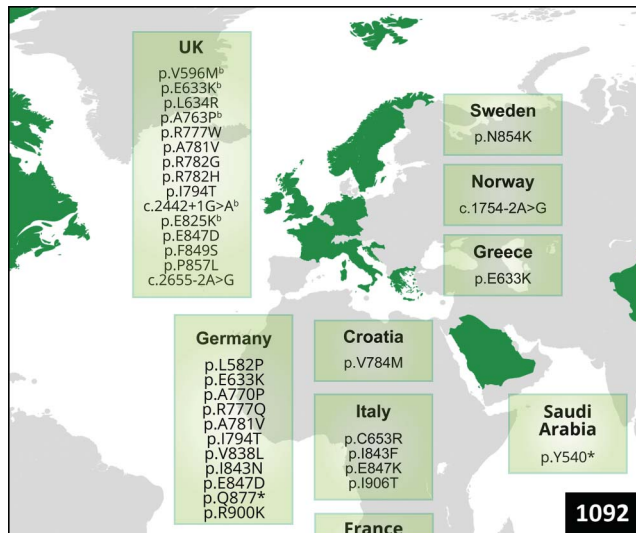 UK
p.V596Mᵇ
p.E633Kᵇ
p.L634R
p.A763Pᵇ
p.R777W
p.A781V
p.R782G
p.R782H
p.I794T
c.2442+1G>Aᵇ
p.E825Kᵇ
p.E847D
p.F849S
p.P857L
c.2655-2A>G
Sweden
p.N854K
Norway
c.1754-2A>G
Greece
p.E633K
Germany
p.L582P
p.E633K
p.A770P
p.R777Q
p.A781V
p.I794T
p.V838L
p.I843N
p.E847D
p.Q877*
p.R900K
Croatia
p.V784M
Italy
p.C653R
p.I843F
p.E847K
p.I906T
Saudi
Arabia
p.Y540*
France
1092